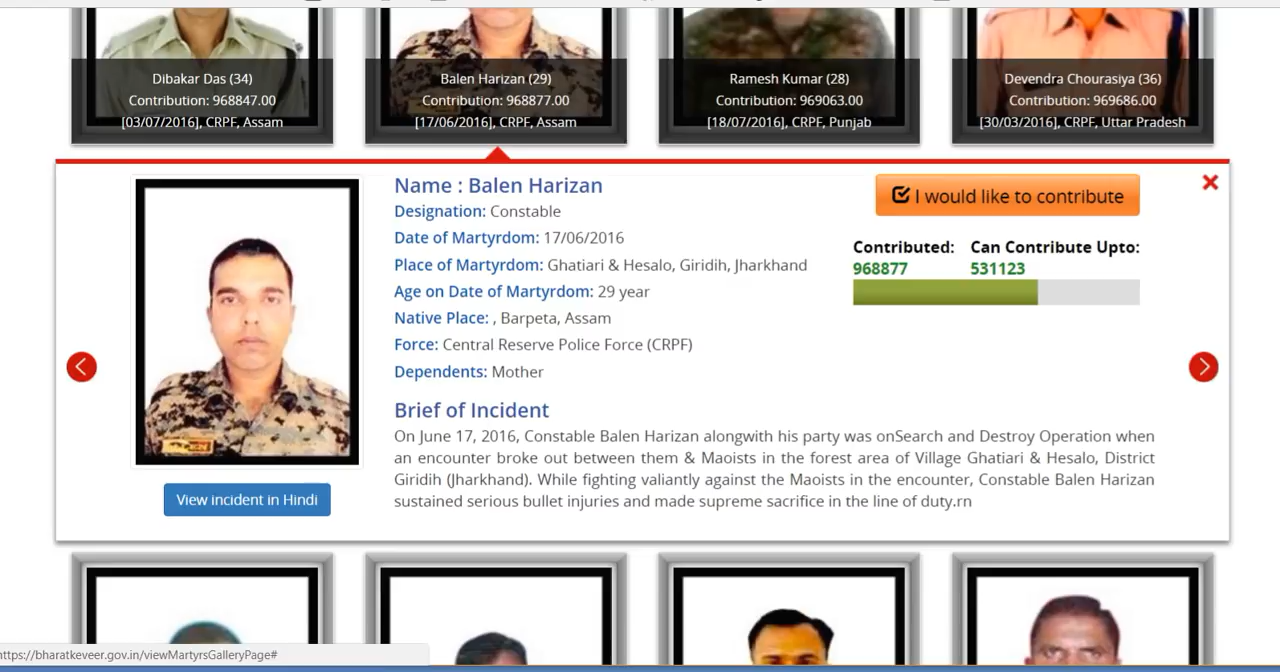 Dibakar Das (34)
Contribution: 968847.00
[03/07/2016], CRPF, Assam
Balen Harizan (29)
Contribution: 968877.00
[17/06/2016], CRPF, Assam
Ramesh Kumar (28)
Contribution: 969063.00
[18/07/2016], CRPF, Punjab
Devendra Chourasiya (36)
Contribution: 969686.00
[30/03/2016], CRPF, Uttar Pradesh
Name : Balen Harizan
Designation: Constable
Date of Martyrdom: 17/06/2016
Place of Martyrdom: Ghatiari & Hesalo, Giridih, Jharkhand
Age on Date of Martyrdom: 29 year
Native Place: , Barpeta, Assam
Force: Central Reserve Police Force (CRPF)
Dependents: Mother
I would like to contribute
Contributed: Can Contribute Upto:
968877 531123
View incident in Hindi
Brief of Incident
On June 17, 2016, Constable Balen Harizan alongwith his party was onSearch and Destroy Operation when
an encounter broke out between them & Maoists in the forest area of Village Ghatiari & Hesalo, District
Giridih (Jharkhand). While fighting valiantly against the Maoists in the encounter, Constable Balen Harizan
sustained serious bullet injuries and made supreme sacrifice in the line of duty.rn
https://bharatkeveer.gov.in/viewMartyrsGalleryPage#